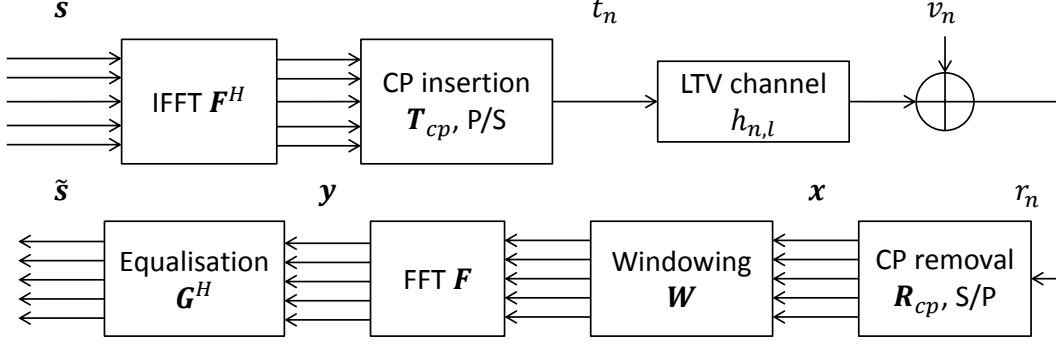 s
t_n
v_n
IFFT F^H
CP insertion
T_cp, P/S
LTV channel
h_n,l
s̃
y
x
r_n
Equalisation
G^H
FFT F
Windowing
W
CP removal
R_cp, S/P